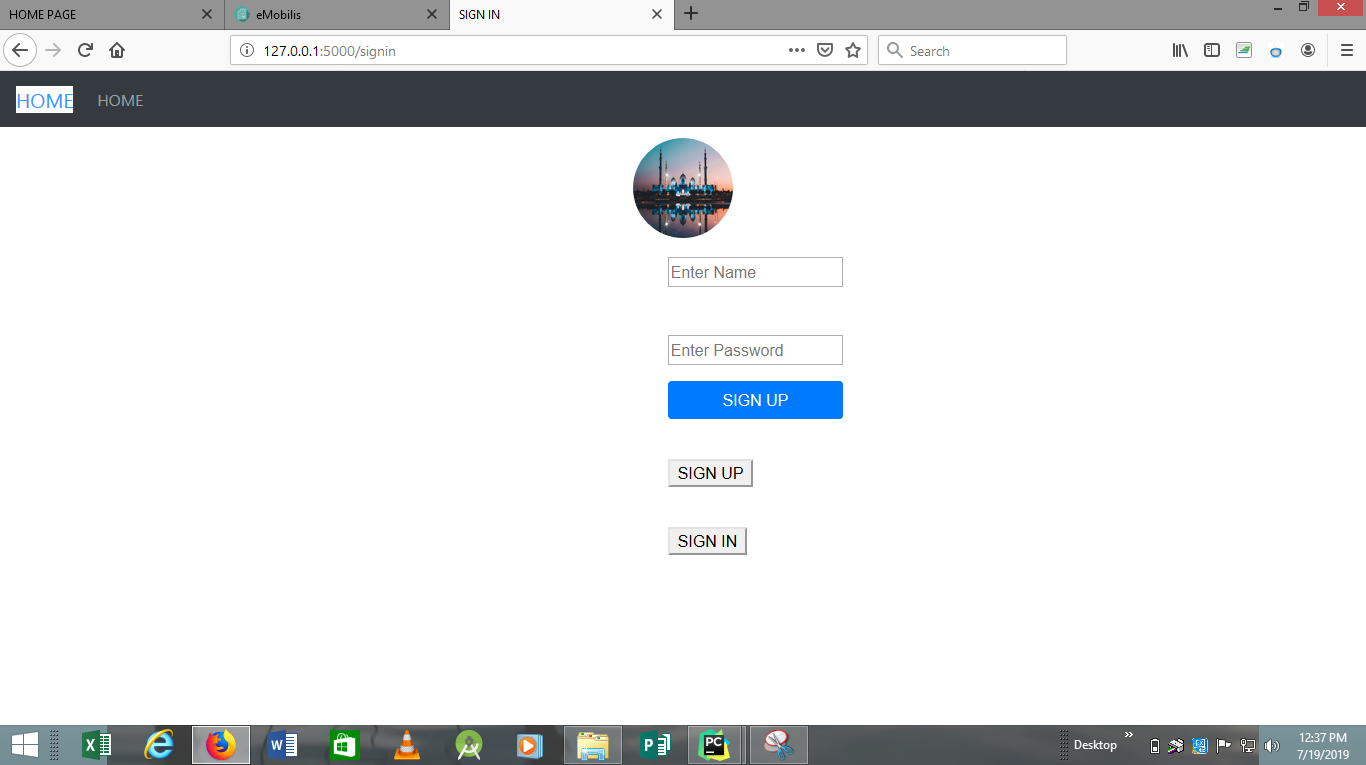 HOME PAGE
eMobilis
SIGN IN
127.0.0.1:5000/signin
Search
HOME
HOME
Enter Name
Enter Password
SIGN UP
SIGN UP
SIGN IN
Desktop
12:37 PM
7/19/2019